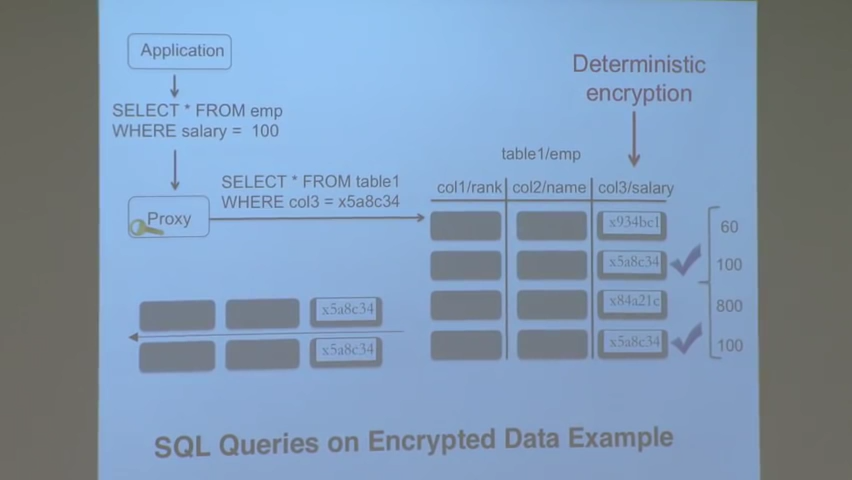 Application
SELECT * FROM emp
WHERE salary = 100
Proxy
SELECT * FROM table1
WHERE col3 = x5a8c34
Deterministic
encryption
table1/emp
col1/rank col2/name col3/salary
x934bc1 60
x5a8c34 100
x84a21c 800
x5a8c34 100
x5a8c34
x5a8c34
SQL Queries on Encrypted Data Example